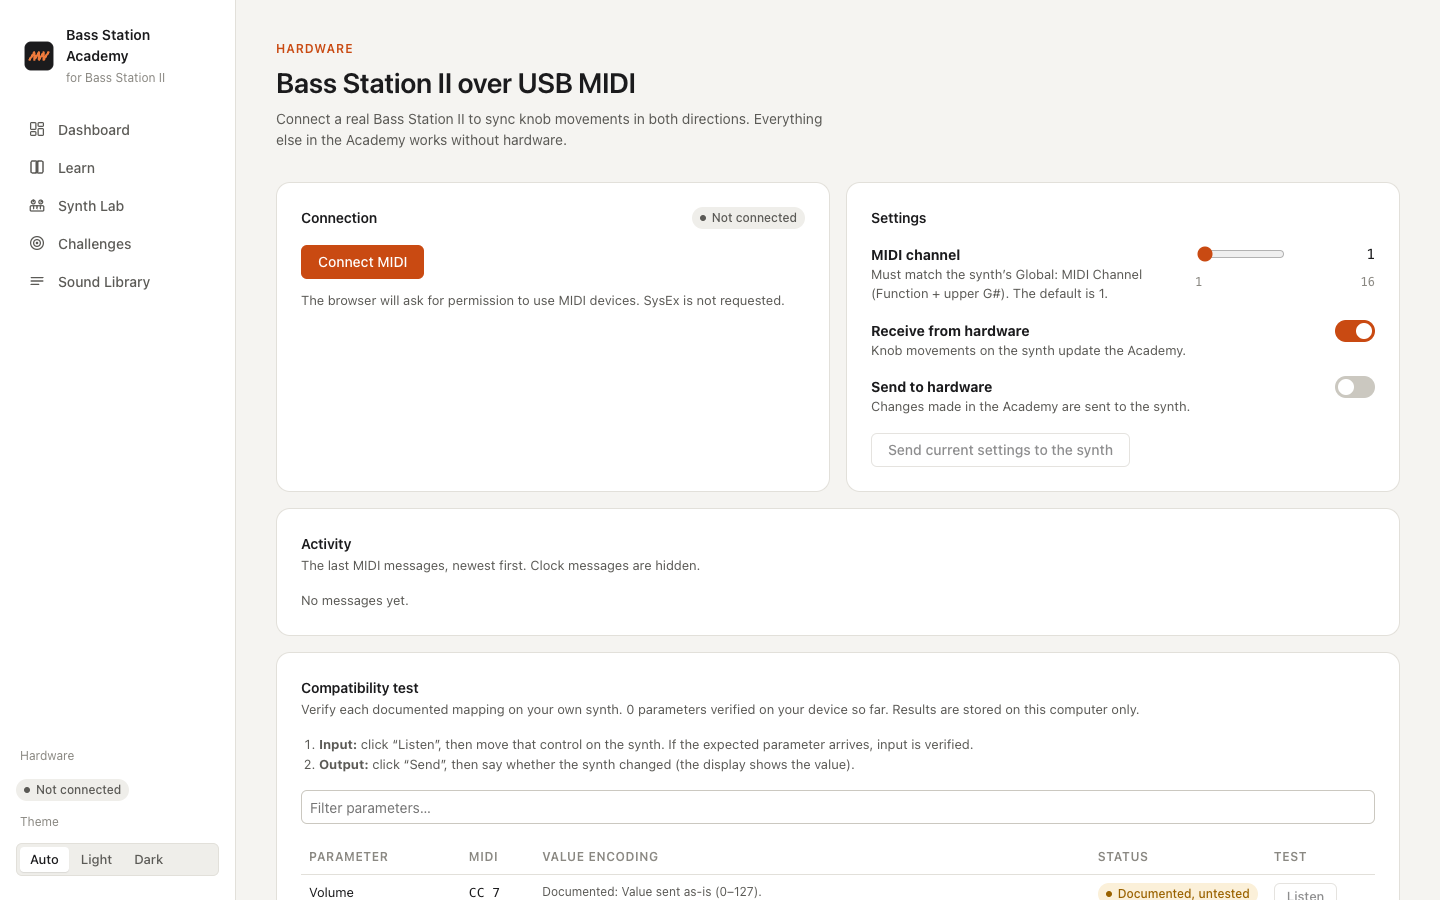 Bass Station
Academy
for Bass Station II
Dashboard
Learn
Synth Lab
Challenges
Sound Library
Hardware
Not connected
Theme
Auto Light Dark
HARDWARE
Bass Station II over USB MIDI
Connect a real Bass Station II to sync knob movements in both directions. Everything
else in the Academy works without hardware.
Connection
Not connected
Connect MIDI
The browser will ask for permission to use MIDI devices. SysEx is not requested.
Settings
MIDI channel
Must match the synth’s Global: MIDI Channel
(Function + upper G#). The default is 1.
1
1 16
Receive from hardware
Knob movements on the synth update the Academy.
Send to hardware
Changes made in the Academy are sent to the synth.
Send current settings to the synth
Activity
The last MIDI messages, newest first. Clock messages are hidden.
No messages yet.
Compatibility test
Verify each documented mapping on your own synth. 0 parameters verified on your device so far. Results are stored on this computer only.
1. Input: click “Listen”, then move that control on the synth. If the expected parameter arrives, input is verified.
2. Output: click “Send”, then say whether the synth changed (the display shows the value).
Filter parameters...
PARAMETER MIDI VALUE ENCODING STATUS TEST
Volume CC 7 Documented: Value sent as-is (0–127). Documented, untested Listen